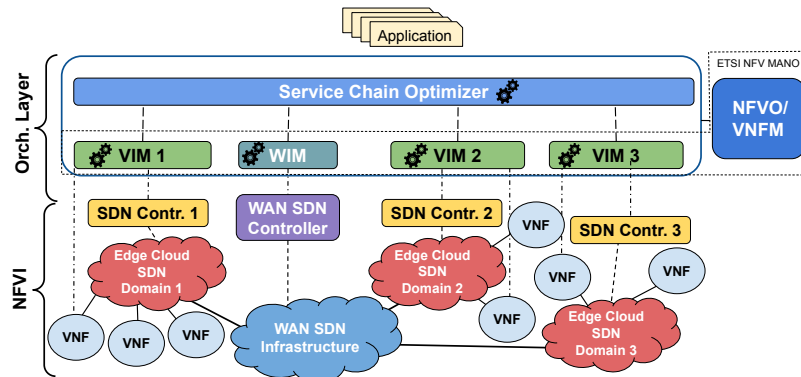 Application
ETSI NFV MANO
Service Chain Optimizer
NFVO/
VNFM
Orch. Layer
VIM 1
WIM
VIM 2
VIM 3
SDN Contr. 1
WAN SDN
Controller
SDN Contr. 2
VNF
SDN Contr. 3
NFVI
Edge Cloud
SDN
Domain 1
Edge Cloud
SDN
Domain 2
VNF
VNF
VNF
VNF
VNF
VNF
WAN SDN
Infrastructure
Edge Cloud
SDN
Domain 3